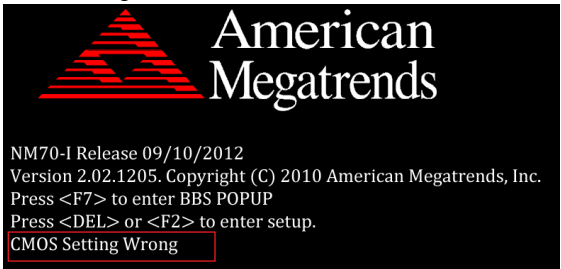 American
Megatrends
NM70-I Release 09/10/2012
Version 2.02.1205. Copyright (C) 2010 American Megatrends, Inc.
Press <F7> to enter BBS POPUP
Press <DEL> or <F2> to enter setup.
CMOS Setting Wrong